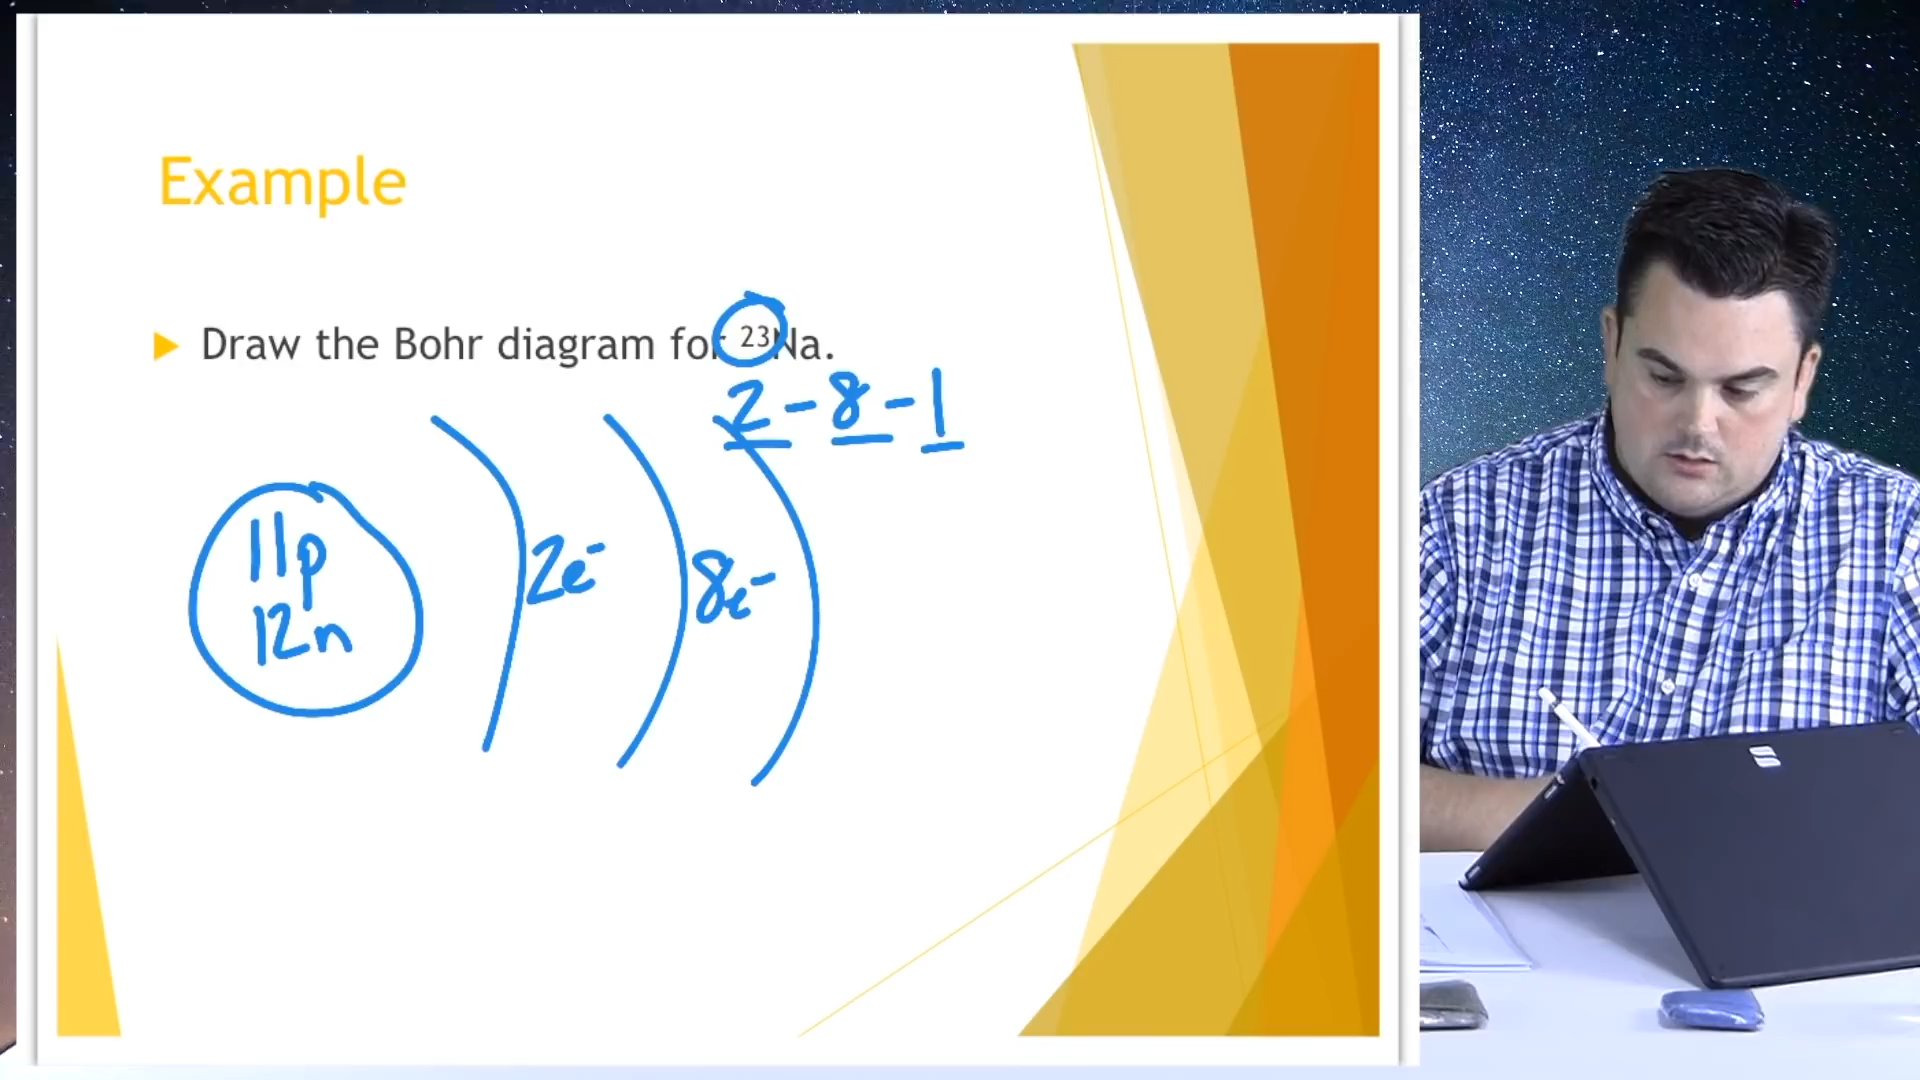 Example
Draw the Bohr diagram for ²³Na.
2 - 8 - 1
11p
12n
2e⁻
8e⁻